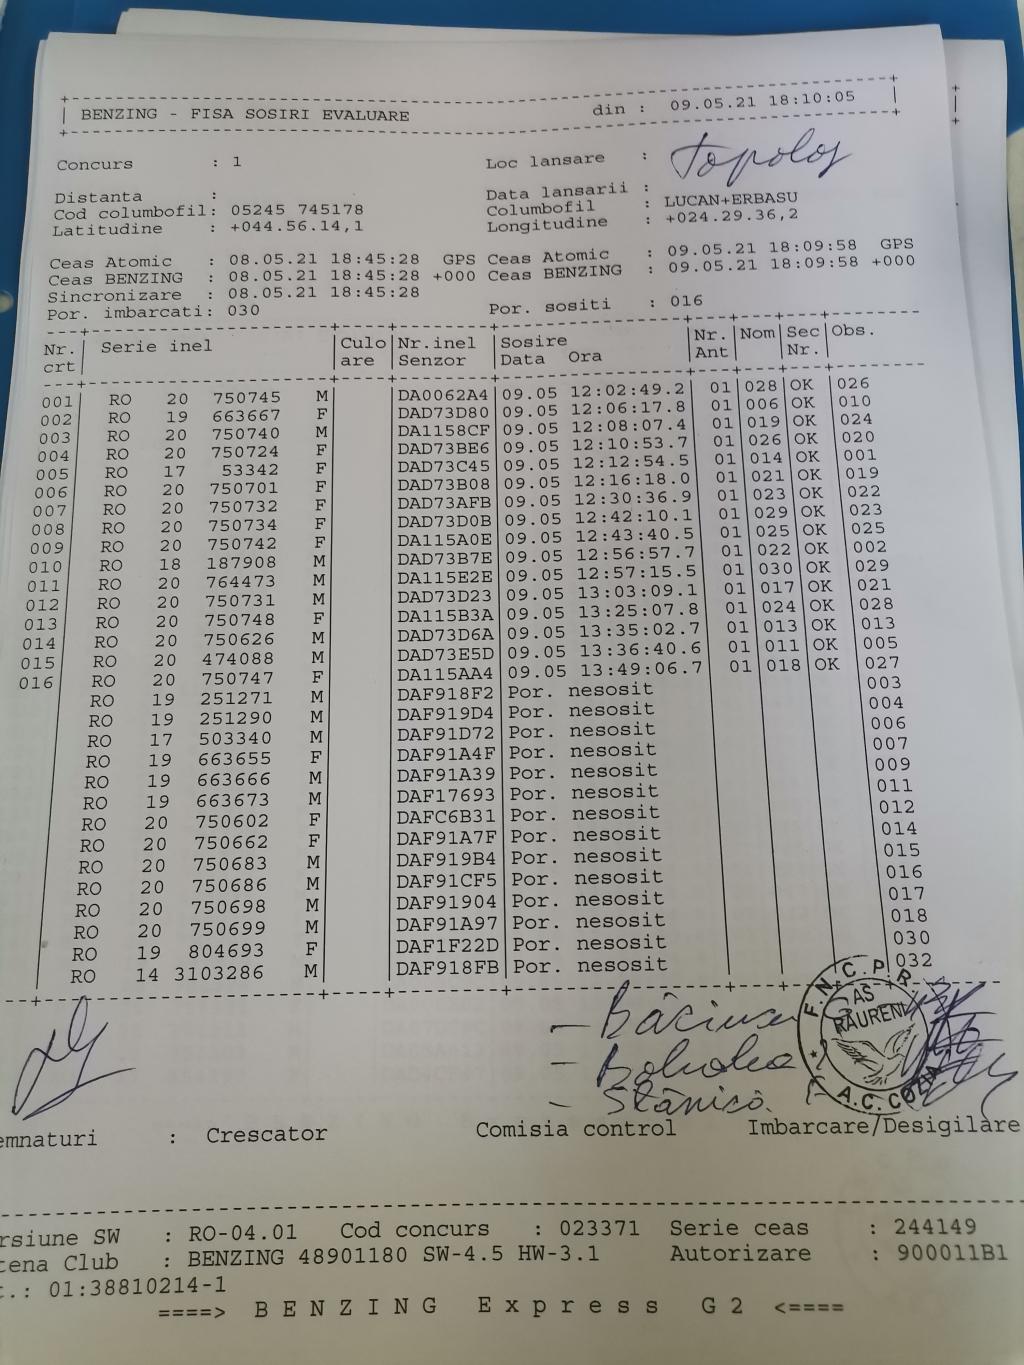 BENZING - FISA SOSIRI EVALUARE din : 09.05.21 18:10:05
Concurs : 1 Loc lansare : Topolog
Distanta : Data lansarii :
Cod columbofil: 05245 745178 Columbofil : LUCAN+ERBASU
Latitudine : +044.56.14,1 Longitudine : +024.29.36,2
Ceas Atomic : 08.05.21 18:45:28 GPS Ceas Atomic : 09.05.21 18:09:58 GPS
Ceas BENZING : 08.05.21 18:45:28 +000 Ceas BENZING : 09.05.21 18:09:58 +000
Sincronizare : 08.05.21 18:45:28
Por. imbarcati: 030 Por. sositi : 016
Nr. Serie inel Culo Nr.inel Sosire Nr. Nom Sec Obs.
crt are Senzor Data Ora Ant Nr.
001 RO 20 750745 M DA0062A4 09.05 12:02:49.2 01 028 OK 026
002 RO 19 663667 F DAD73D80 09.05 12:06:17.8 01 006 OK 010
003 RO 20 750740 M DA1158CF 09.05 12:08:07.4 01 019 OK 024
004 RO 20 750724 F DAD73BE6 09.05 12:10:53.7 01 026 OK 020
005 RO 17 53342 F DAD73C45 09.05 12:12:54.5 01 014 OK 001
006 RO 20 750701 F DAD73B08 09.05 12:16:18.0 01 021 OK 019
007 RO 20 750732 F DAD73AFB 09.05 12:30:36.9 01 023 OK 022
008 RO 20 750734 F DAD73D0B 09.05 12:42:10.1 01 029 OK 023
009 RO 20 750742 F DA115A0E 09.05 12:43:40.5 01 025 OK 025
010 RO 18 187908 M DAD73B7E 09.05 12:56:57.7 01 022 OK 002
011 RO 20 764473 M DA115E2E 09.05 12:57:15.5 01 030 OK 029
012 RO 20 750731 M DAD73D23 09.05 13:03:09.1 01 017 OK 021
013 RO 20 750748 F DA115B3A 09.05 13:25:07.8 01 024 OK 028
014 RO 20 750626 M DAD73D6A 09.05 13:35:02.7 01 013 OK 013
015 RO 20 474088 M DAD73E5D 09.05 13:36:40.6 01 011 OK 005
016 RO 20 750747 F DA115AA4 09.05 13:49:06.7 01 018 OK 027
RO 19 251271 M DAF918F2 Por. nesosit 003
RO 19 251290 M DAF919D4 Por. nesosit 004
RO 17 503340 M DAF91D72 Por. nesosit 006
RO 19 663655 F DAF91A4F Por. nesosit 007
RO 19 663666 M DAF91A39 Por. nesosit 009
RO 19 663673 M DAF17693 Por. nesosit 011
RO 20 750602 F DAFC6B31 Por. nesosit 012
RO 20 750662 F DAF91A7F Por. nesosit 014
RO 20 750683 M DAF919B4 Por. nesosit 015
RO 20 750686 M DAF91CF5 Por. nesosit 016
RO 20 750698 M DAF91904 Por. nesosit 017
RO 20 750699 M DAF91A97 Por. nesosit 018
RO 19 804693 F DAF1F22D Por. nesosit 030
RO 14 3103286 M DAF918FB Por. nesosit 032
F.N.C.P.R.
AS
RAURENI
A.C. COZIA
- Stănică
emnaturi : Crescator Comisia control Imbarcare/Desigilare
rsiune SW : RO-04.01 Cod concurs : 023371 Serie ceas : 244149
tena Club : BENZING 48901180 SW-4.5 HW-3.1 Autorizare : 900011B1
.: 01:38810214-1
====> BENZING Express G2 <====